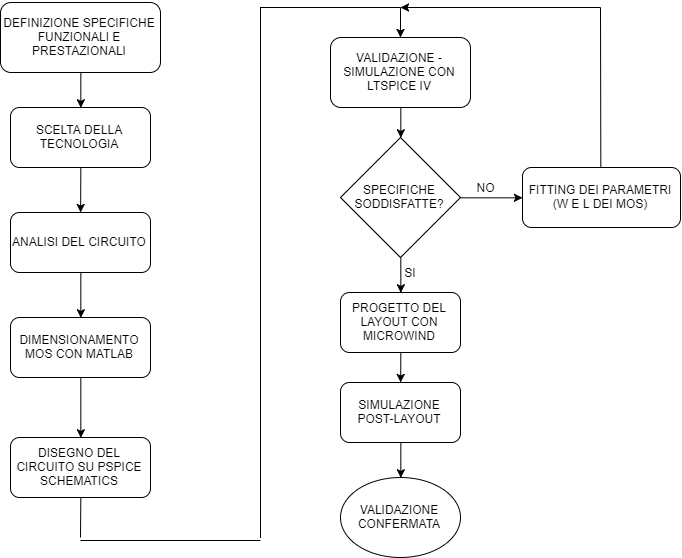 DEFINIZIONE SPECIFICHE
FUNZIONALI E
PRESTAZIONALI
SCELTA DELLA
TECNOLOGIA
ANALISI DEL CIRCUITO
DIMENSIONAMENTO
MOS CON MATLAB
DISEGNO DEL
CIRCUITO SU PSPICE
SCHEMATICS
VALIDAZIONE -
SIMULAZIONE CON
LTSPICE IV
SPECIFICHE
SODDISFATTE?
NO
FITTING DEI PARAMETRI
(W E L DEI MOS)
SI
PROGETTO DEL
LAYOUT CON
MICROWIND
SIMULAZIONE
POST-LAYOUT
VALIDAZIONE
CONFERMATA